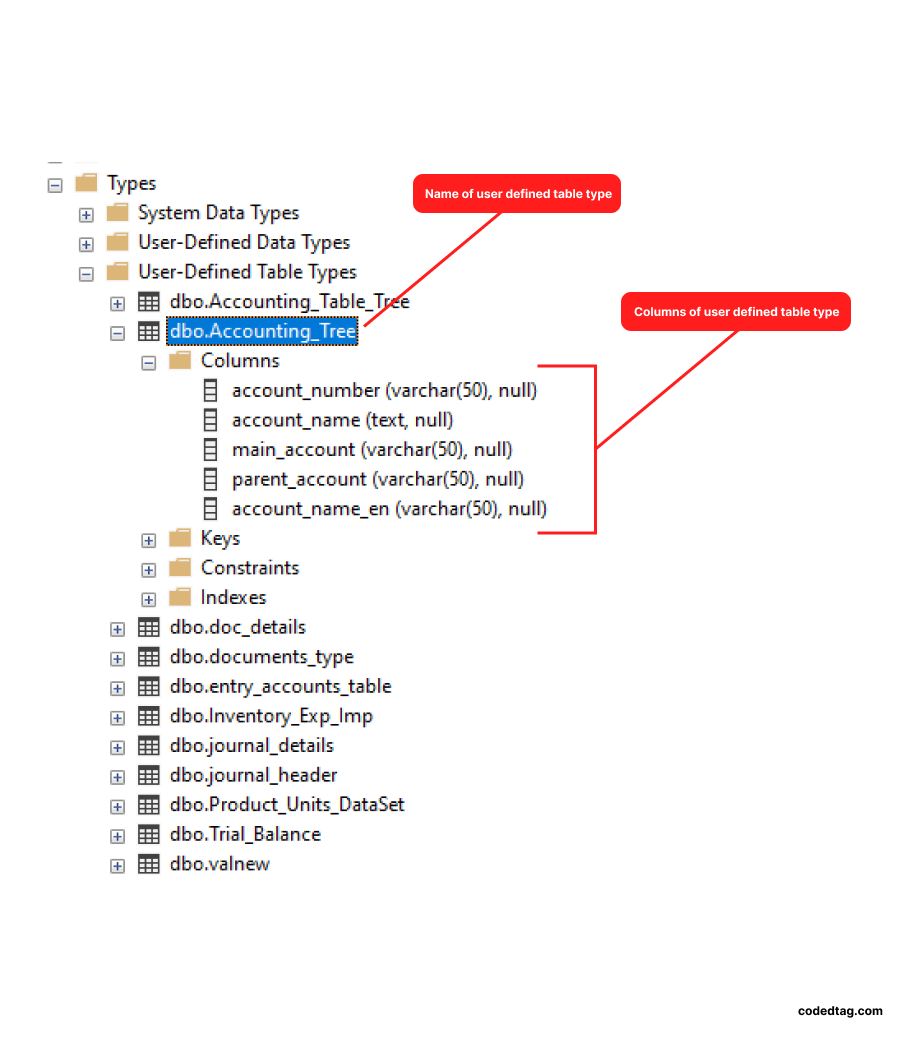 Types
Name of user defined table type
System Data Types
User-Defined Data Types
User-Defined Table Types
dbo.Accounting_Table_Tree
Columns of user defined table type
dbo.Accounting_Tree
Columns
account_number (varchar(50), null)
account_name (text, null)
main_account (varchar(50), null)
parent_account (varchar(50), null)
account_name_en (varchar(50), null)
Keys
Constraints
Indexes
dbo.doc_details
dbo.documents_type
dbo.entry_accounts_table
dbo.Inventory_Exp_Imp
dbo.journal_details
dbo.journal_header
dbo.Product_Units_DataSet
dbo.Trial_Balance
dbo.valnew
codedtag.com